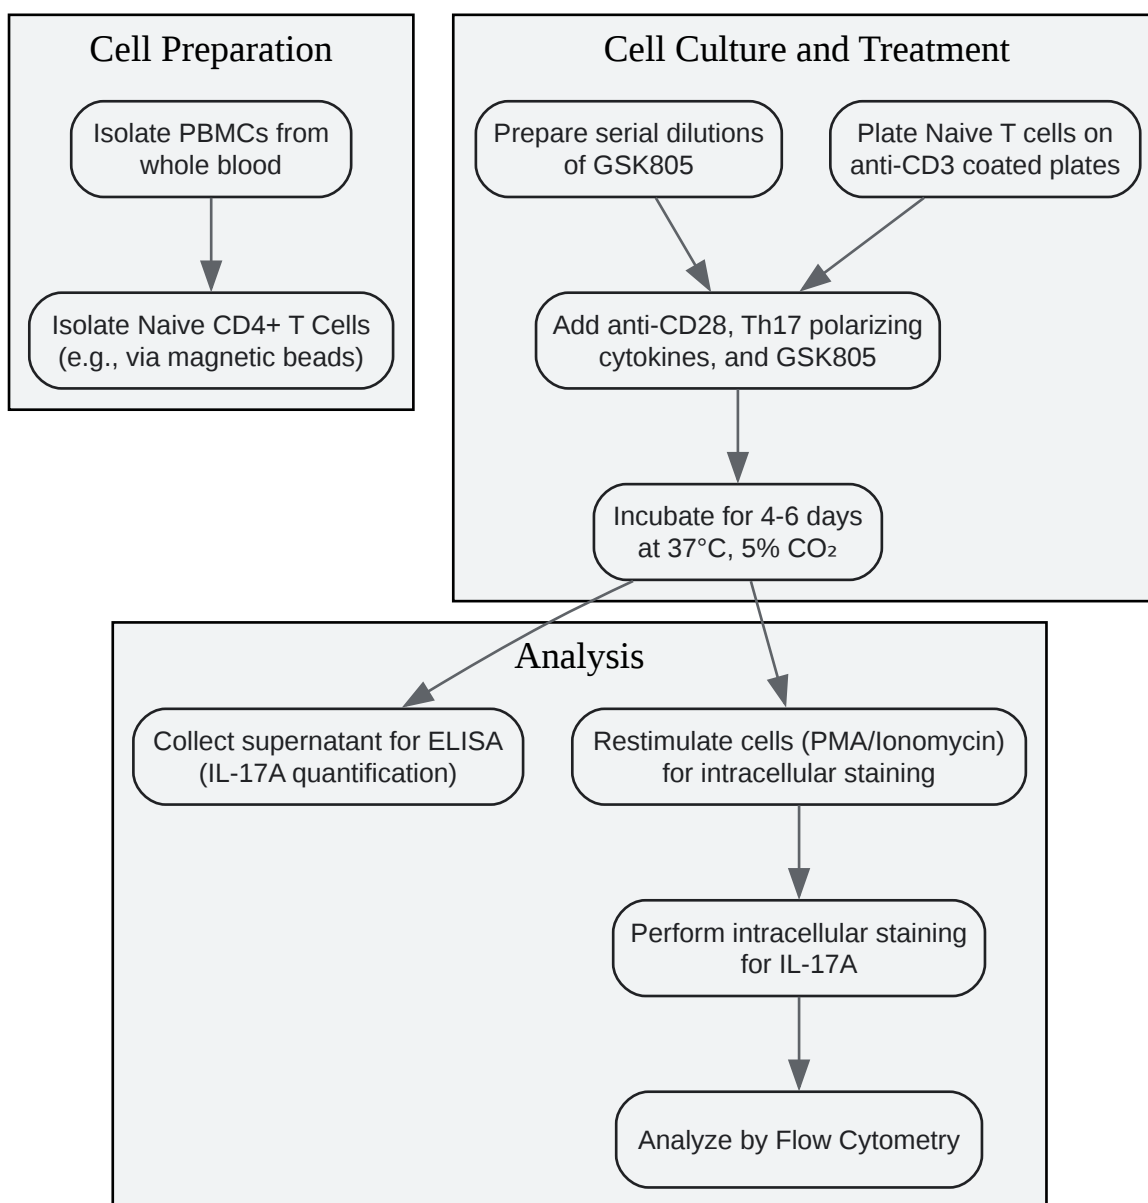 Cell Preparation
Isolate PBMCs from
whole blood
Isolate Naive CD4+ T Cells
(e.g., via magnetic beads)
Cell Culture and Treatment
Prepare serial dilutions
of GSK805
Plate Naive T cells on
anti-CD3 coated plates
Add anti-CD28, Th17 polarizing
cytokines, and GSK805
Incubate for 4-6 days
at 37°C, 5% CO₂
Analysis
Collect supernatant for ELISA
(IL-17A quantification)
Restimulate cells (PMA/Ionomycin)
for intracellular staining
Perform intracellular staining
for IL-17A
Analyze by Flow Cytometry